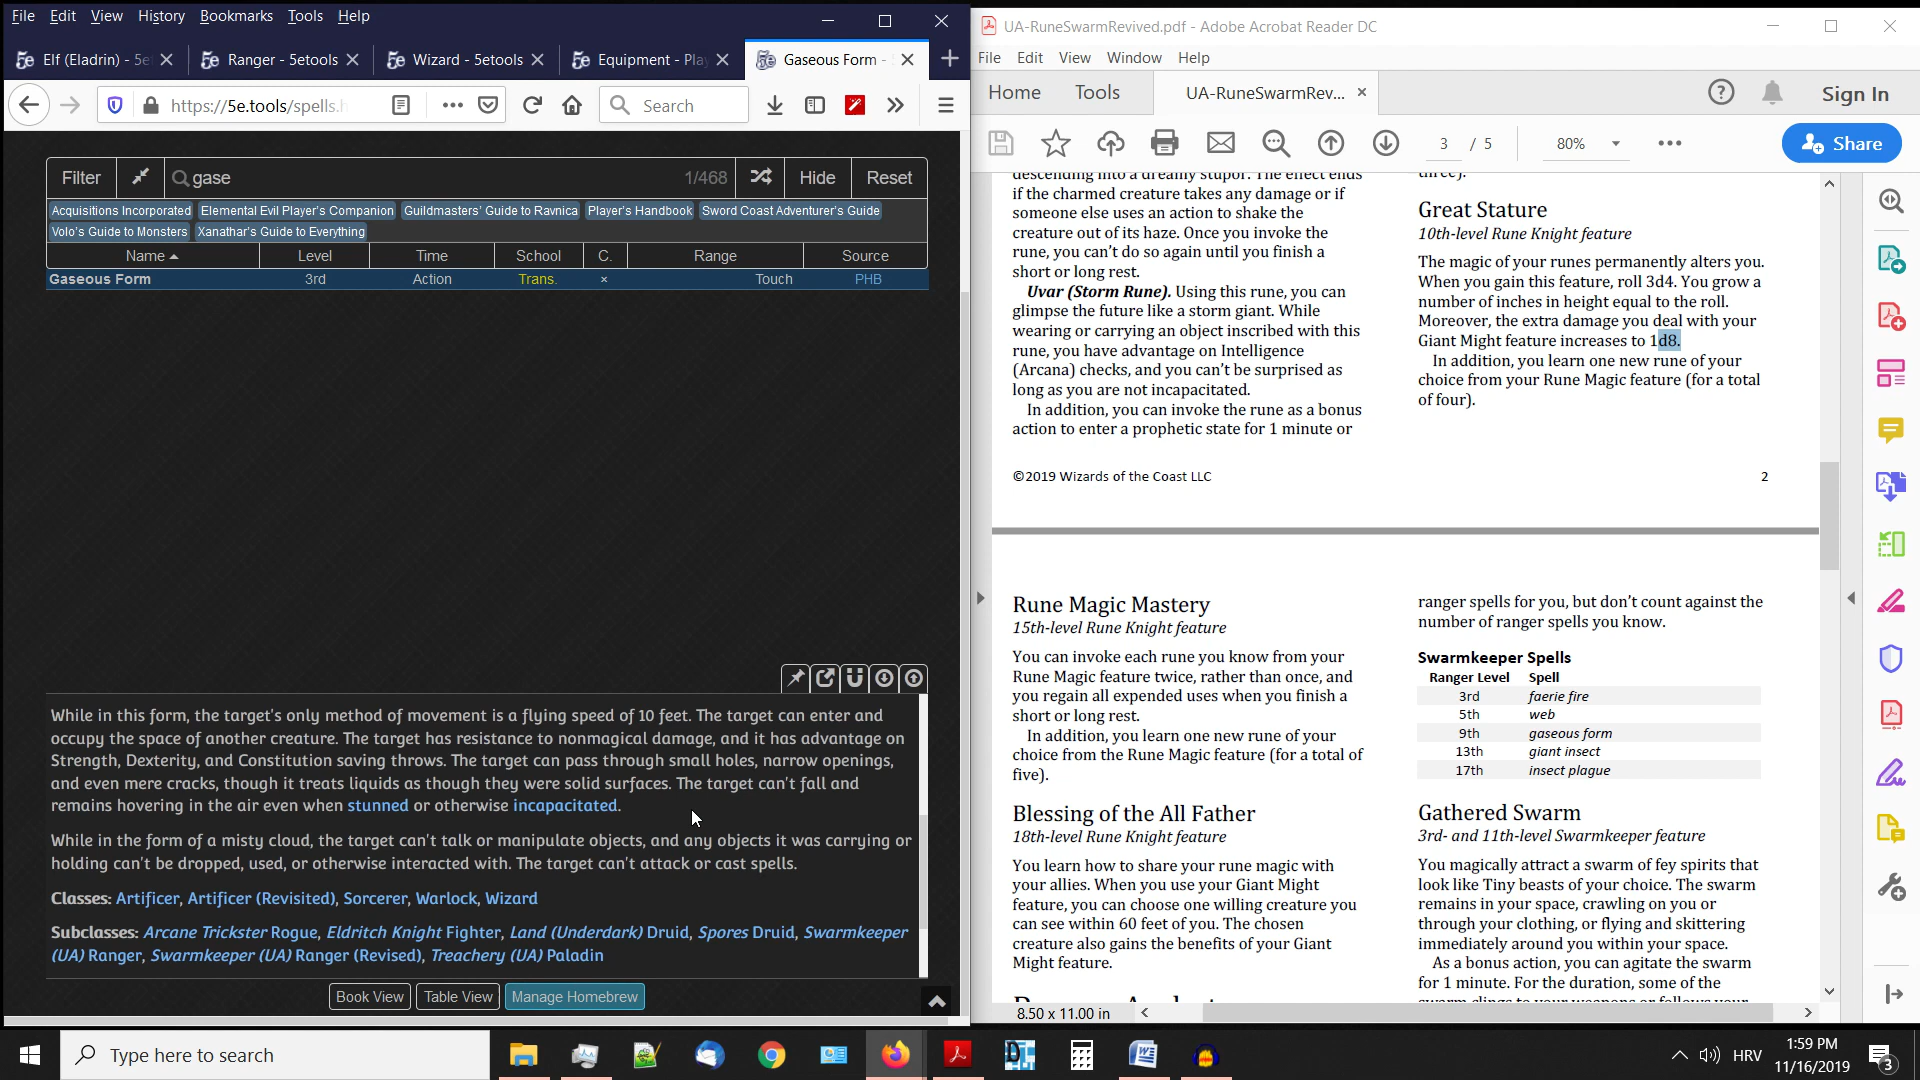 File Edit View History Bookmarks Tools Help
Elf (Eladrin) - 5e
Ranger - 5etools
Wizard - 5etools
Equipment - Pla
Gaseous Form -
https://5e.tools/spells.h
Search
Filter
gase
1/468
Hide
Reset
Acquisitions Incorporated Elemental Evil Player's Companion Guildmasters' Guide to Ravnica Player's Handbook Sword Coast Adventurer's Guide
Volo's Guide to Monsters Xanathar's Guide to Everything
Name Level Time School C. Range Source
Gaseous Form 3rd Action Trans. × Touch PHB
While in this form, the target's only method of movement is a flying speed of 10 feet. The target can enter and
occupy the space of another creature. The target has resistance to nonmagical damage, and it has advantage on
Strength, Dexterity, and Constitution saving throws. The target can pass through small holes, narrow openings,
and even mere cracks, though it treats liquids as though they were solid surfaces. The target can't fall and
remains hovering in the air even when stunned or otherwise incapacitated.
While in the form of a misty cloud, the target can't talk or manipulate objects, and any objects it was carrying or
holding can't be dropped, used, or otherwise interacted with. The target can't attack or cast spells.
Classes: Artificer, Artificer (Revisited), Sorcerer, Warlock, Wizard
Subclasses: Arcane Trickster Rogue, Eldritch Knight Fighter, Land (Underdark) Druid, Spores Druid, Swarmkeeper
(UA) Ranger, Swarmkeeper (UA) Ranger (Revised), Treachery (UA) Paladin
Book View Table View Manage Homebrew
UA-RuneSwarmRevived.pdf - Adobe Acrobat Reader DC
File Edit View Window Help
Home Tools
UA-RuneSwarmRev...
Sign In
3 / 5
80%
Share
descending into a dreamy stupor. The effect ends
if the charmed creature takes any damage or if
someone else uses an action to shake the
creature out of its haze. Once you invoke the
rune, you can't do so again until you finish a
short or long rest.
Uvar (Storm Rune). Using this rune, you can
glimpse the future like a storm giant. While
wearing or carrying an object inscribed with this
rune, you have advantage on Intelligence
(Arcana) checks, and you can't be surprised as
long as you are not incapacitated.
In addition, you can invoke the rune as a bonus
action to enter a prophetic state for 1 minute or
three).
Great Stature
10th-level Rune Knight feature
The magic of your runes permanently alters you.
When you gain this feature, roll 3d4. You grow a
number of inches in height equal to the roll.
Moreover, the extra damage you deal with your
Giant Might feature increases to 1d8.
In addition, you learn one new rune of your
choice from your Rune Magic feature (for a total
of four).
©2019 Wizards of the Coast LLC
2
Rune Magic Mastery
15th-level Rune Knight feature
You can invoke each rune you know from your
Rune Magic feature twice, rather than once, and
you regain all expended uses when you finish a
short or long rest.
In addition, you learn one new rune of your
choice from the Rune Magic feature (for a total of
five).
Blessing of the All Father
18th-level Rune Knight feature
You learn how to share your rune magic with
your allies. When you use your Giant Might
feature, you can choose one willing creature you
can see within 60 feet of you. The chosen
creature also gains the benefits of your Giant
Might feature.
ranger spells for you, but don't count against the
number of ranger spells you know.
Swarmkeeper Spells
Ranger Level Spell
3rd faerie fire
5th web
9th gaseous form
13th giant insect
17th insect plague
Gathered Swarm
3rd- and 11th-level Swarmkeeper feature
You magically attract a swarm of fey spirits that
look like Tiny beasts of your choice. The swarm
remains in your space, crawling on you or
through your clothing, or flying and skittering
immediately around you within your space.
As a bonus action, you can agitate the swarm
for 1 minute. For the duration, some of the
8.50 x 11.00 in
Type here to search
HRV
1:59 PM
11/16/2019
3